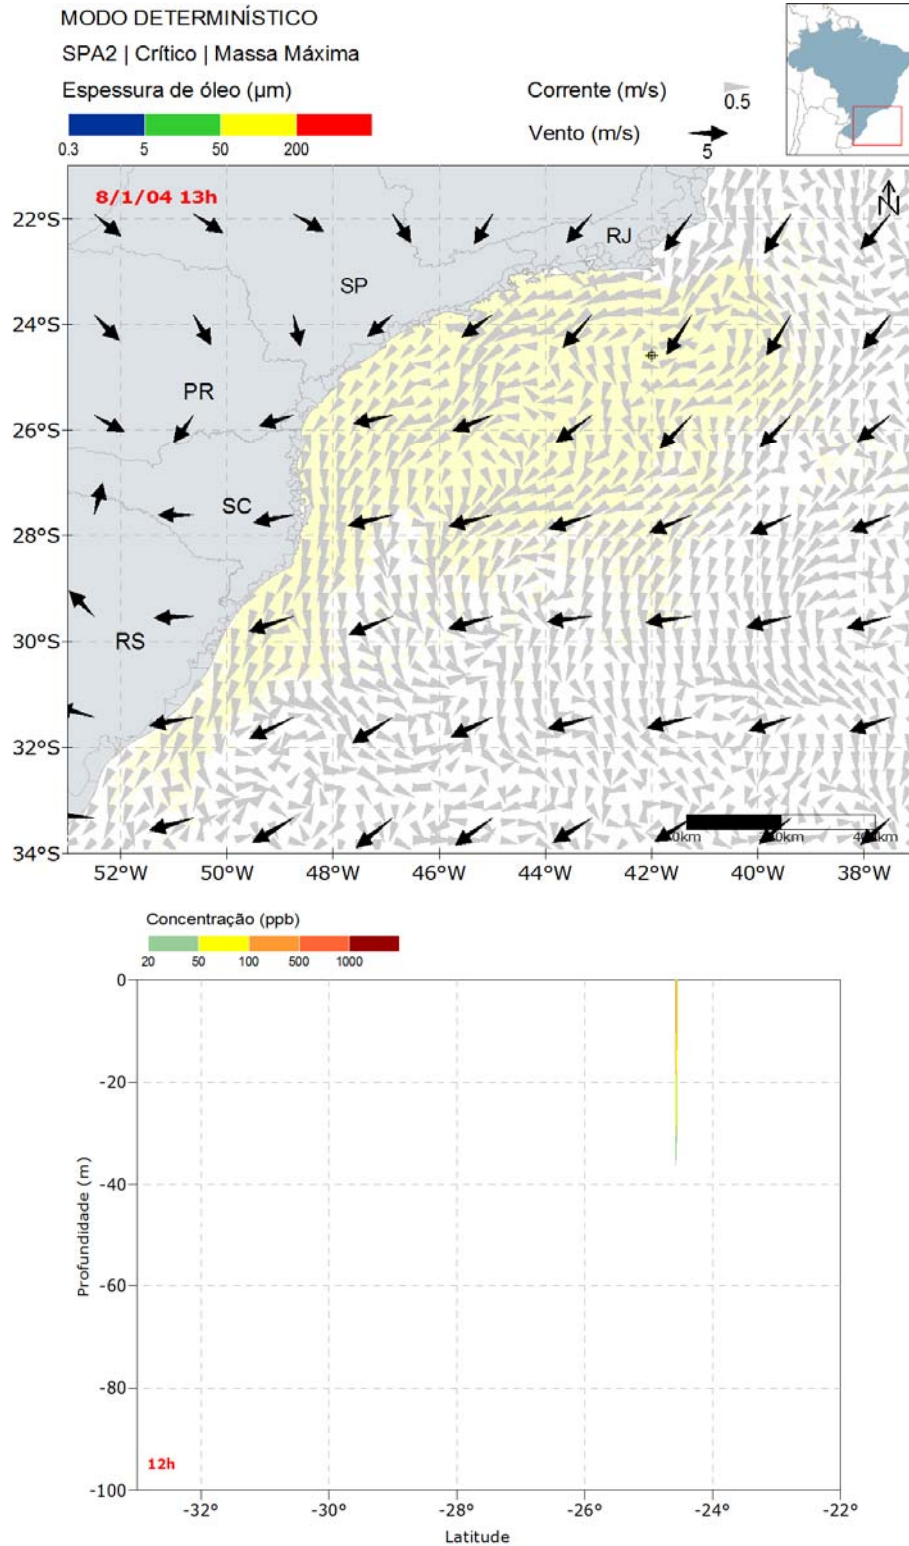 MODO DETERMINÍSTICO
SPA2 | Crítico | Massa Máxima
Espessura de óleo (µm)
0.3 5 50 200
Corrente (m/s) 0.5
Vento (m/s) 5
8/1/04 13h
N
22°S
24°S
26°S
28°S
30°S
32°S
34°S
RJ
SP
PR
SC
RS
52°W 50°W 48°W 46°W 44°W 42°W 40°W 38°W
Concentração (ppb)
20 50 100 500 1000
0
-20
-40
-60
-80
-100
Profundidade (m)
12h
-32° -30° -28° -26° -24° -22°
Latitude